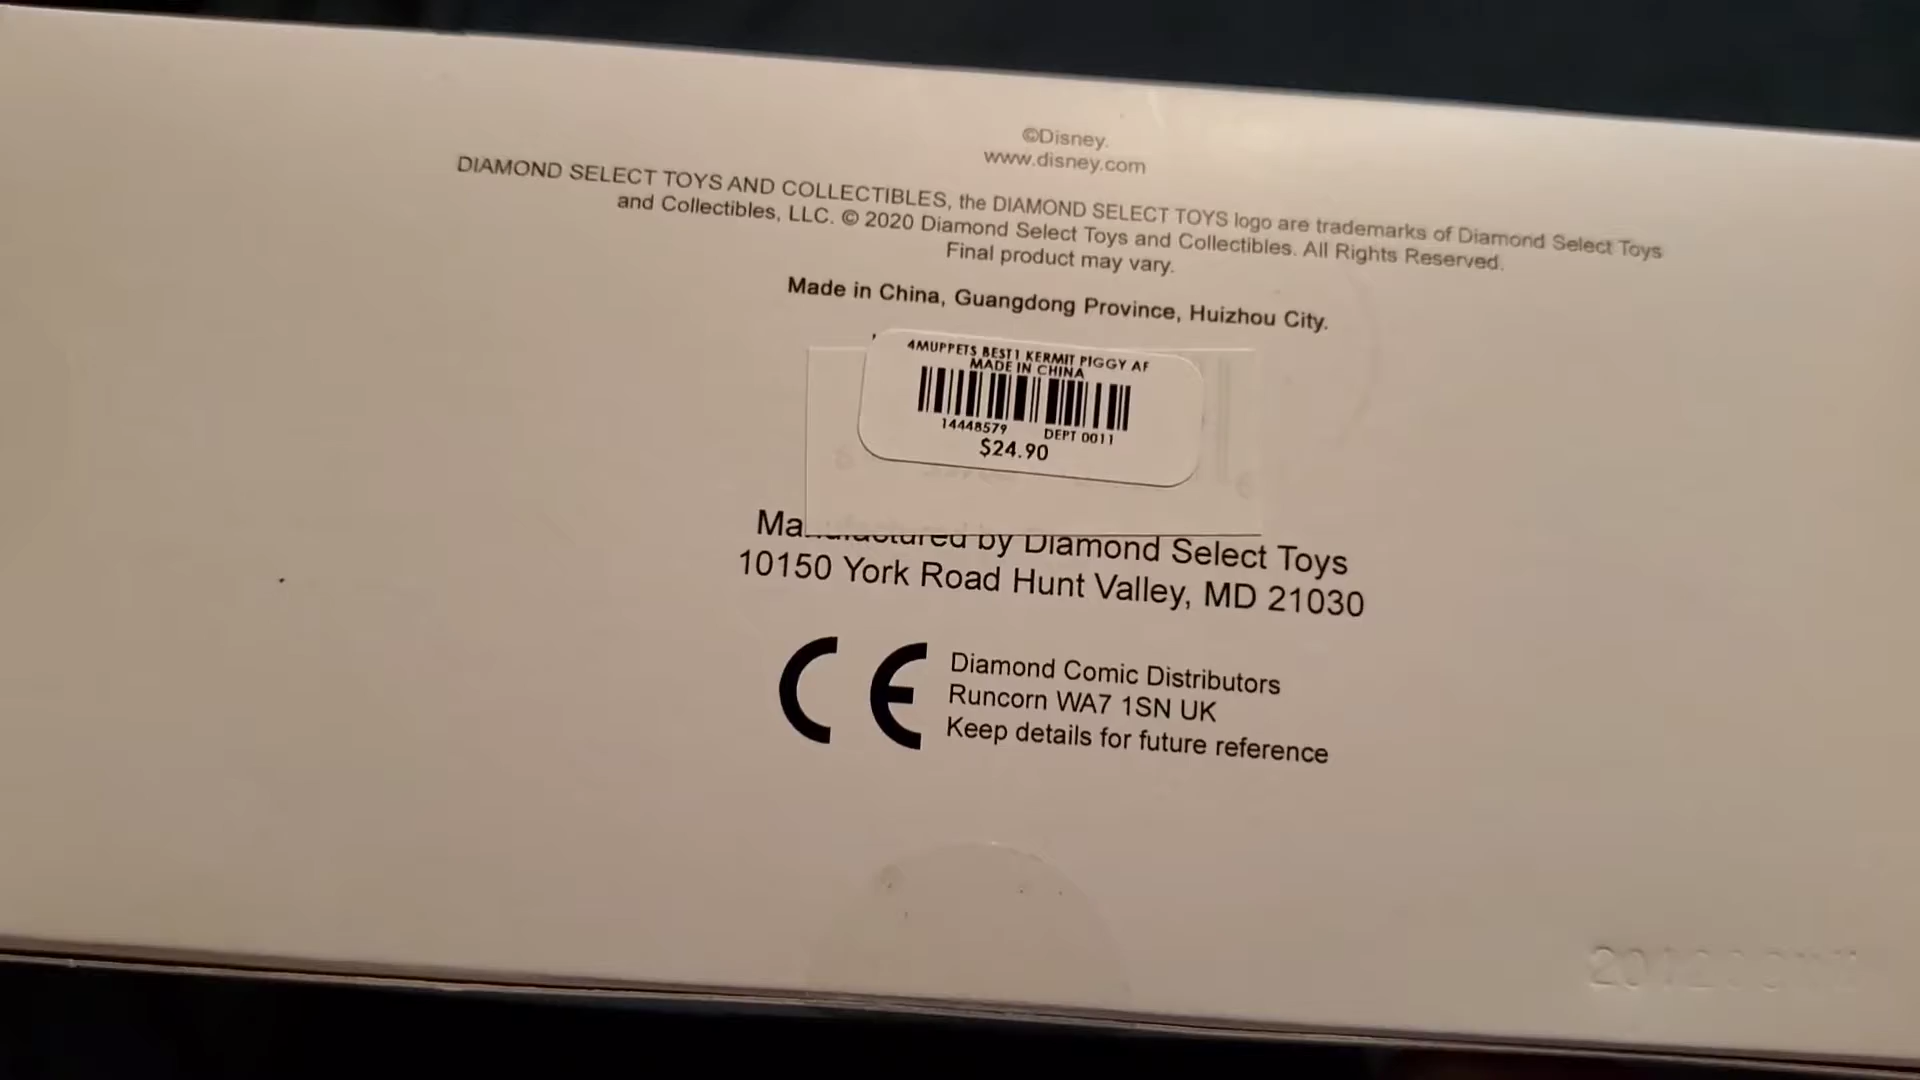 ©Disney.
www.disney.com
DIAMOND SELECT TOYS AND COLLECTIBLES, the DIAMOND SELECT TOYS logo are trademarks of Diamond Select Toys
and Collectibles, LLC. © 2020 Diamond Select Toys and Collectibles. All Rights Reserved.
Final product may vary.
Made in China, Guangdong Province, Huizhou City.
4MUPPETS BEST1 KERMIT PIGGY AF
MADE IN CHINA
14448579 DEPT 0011
$24.90
Manufactured by Diamond Select Toys
10150 York Road Hunt Valley, MD 21030
CE
Diamond Comic Distributors
Runcorn WA7 1SN UK
Keep details for future reference